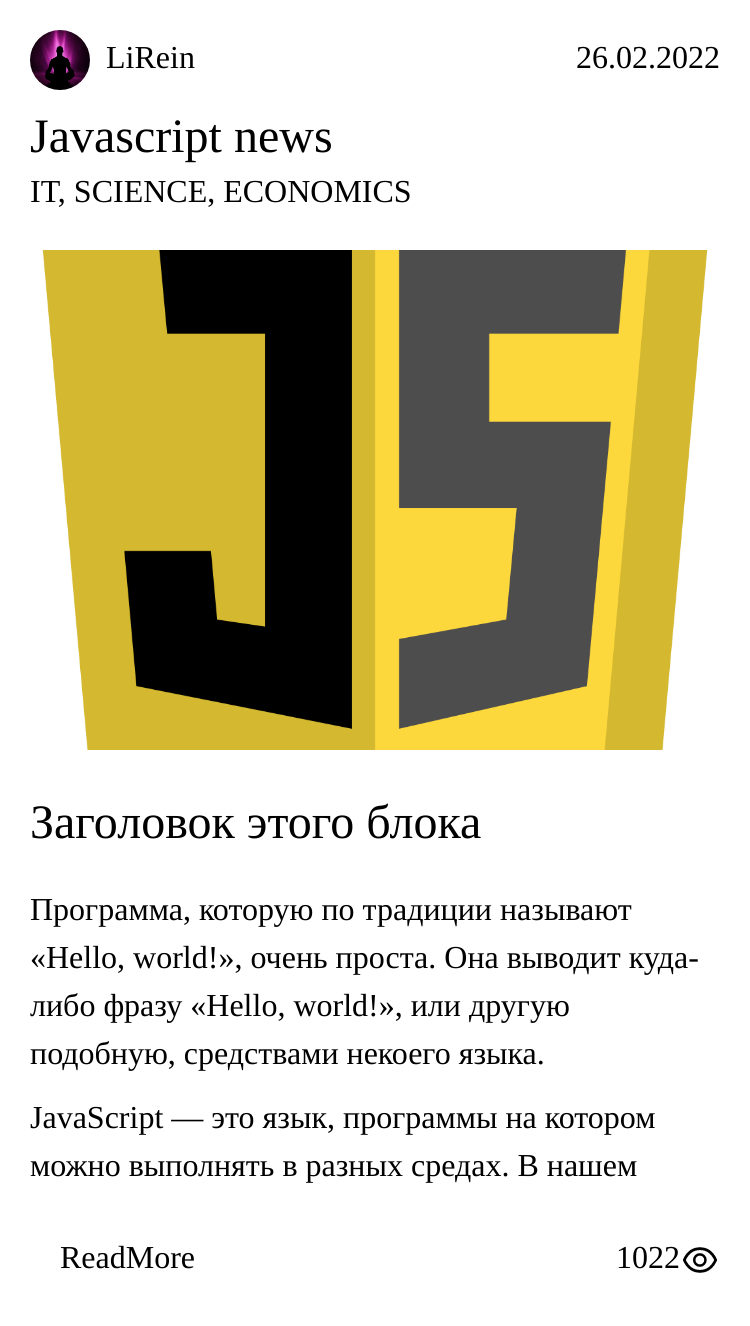 LiRein 26.02.2022
Javascript news
IT, SCIENCE, ECONOMICS
JS
Заголовок этого блока
Программа, которую по традиции называют
«Hello, world!», очень проста. Она выводит куда-
либо фразу «Hello, world!», или другую
подобную, средствами некоего языка.
JavaScript — это язык, программы на котором
можно выполнять в разных средах. В нашем
ReadMore 1022